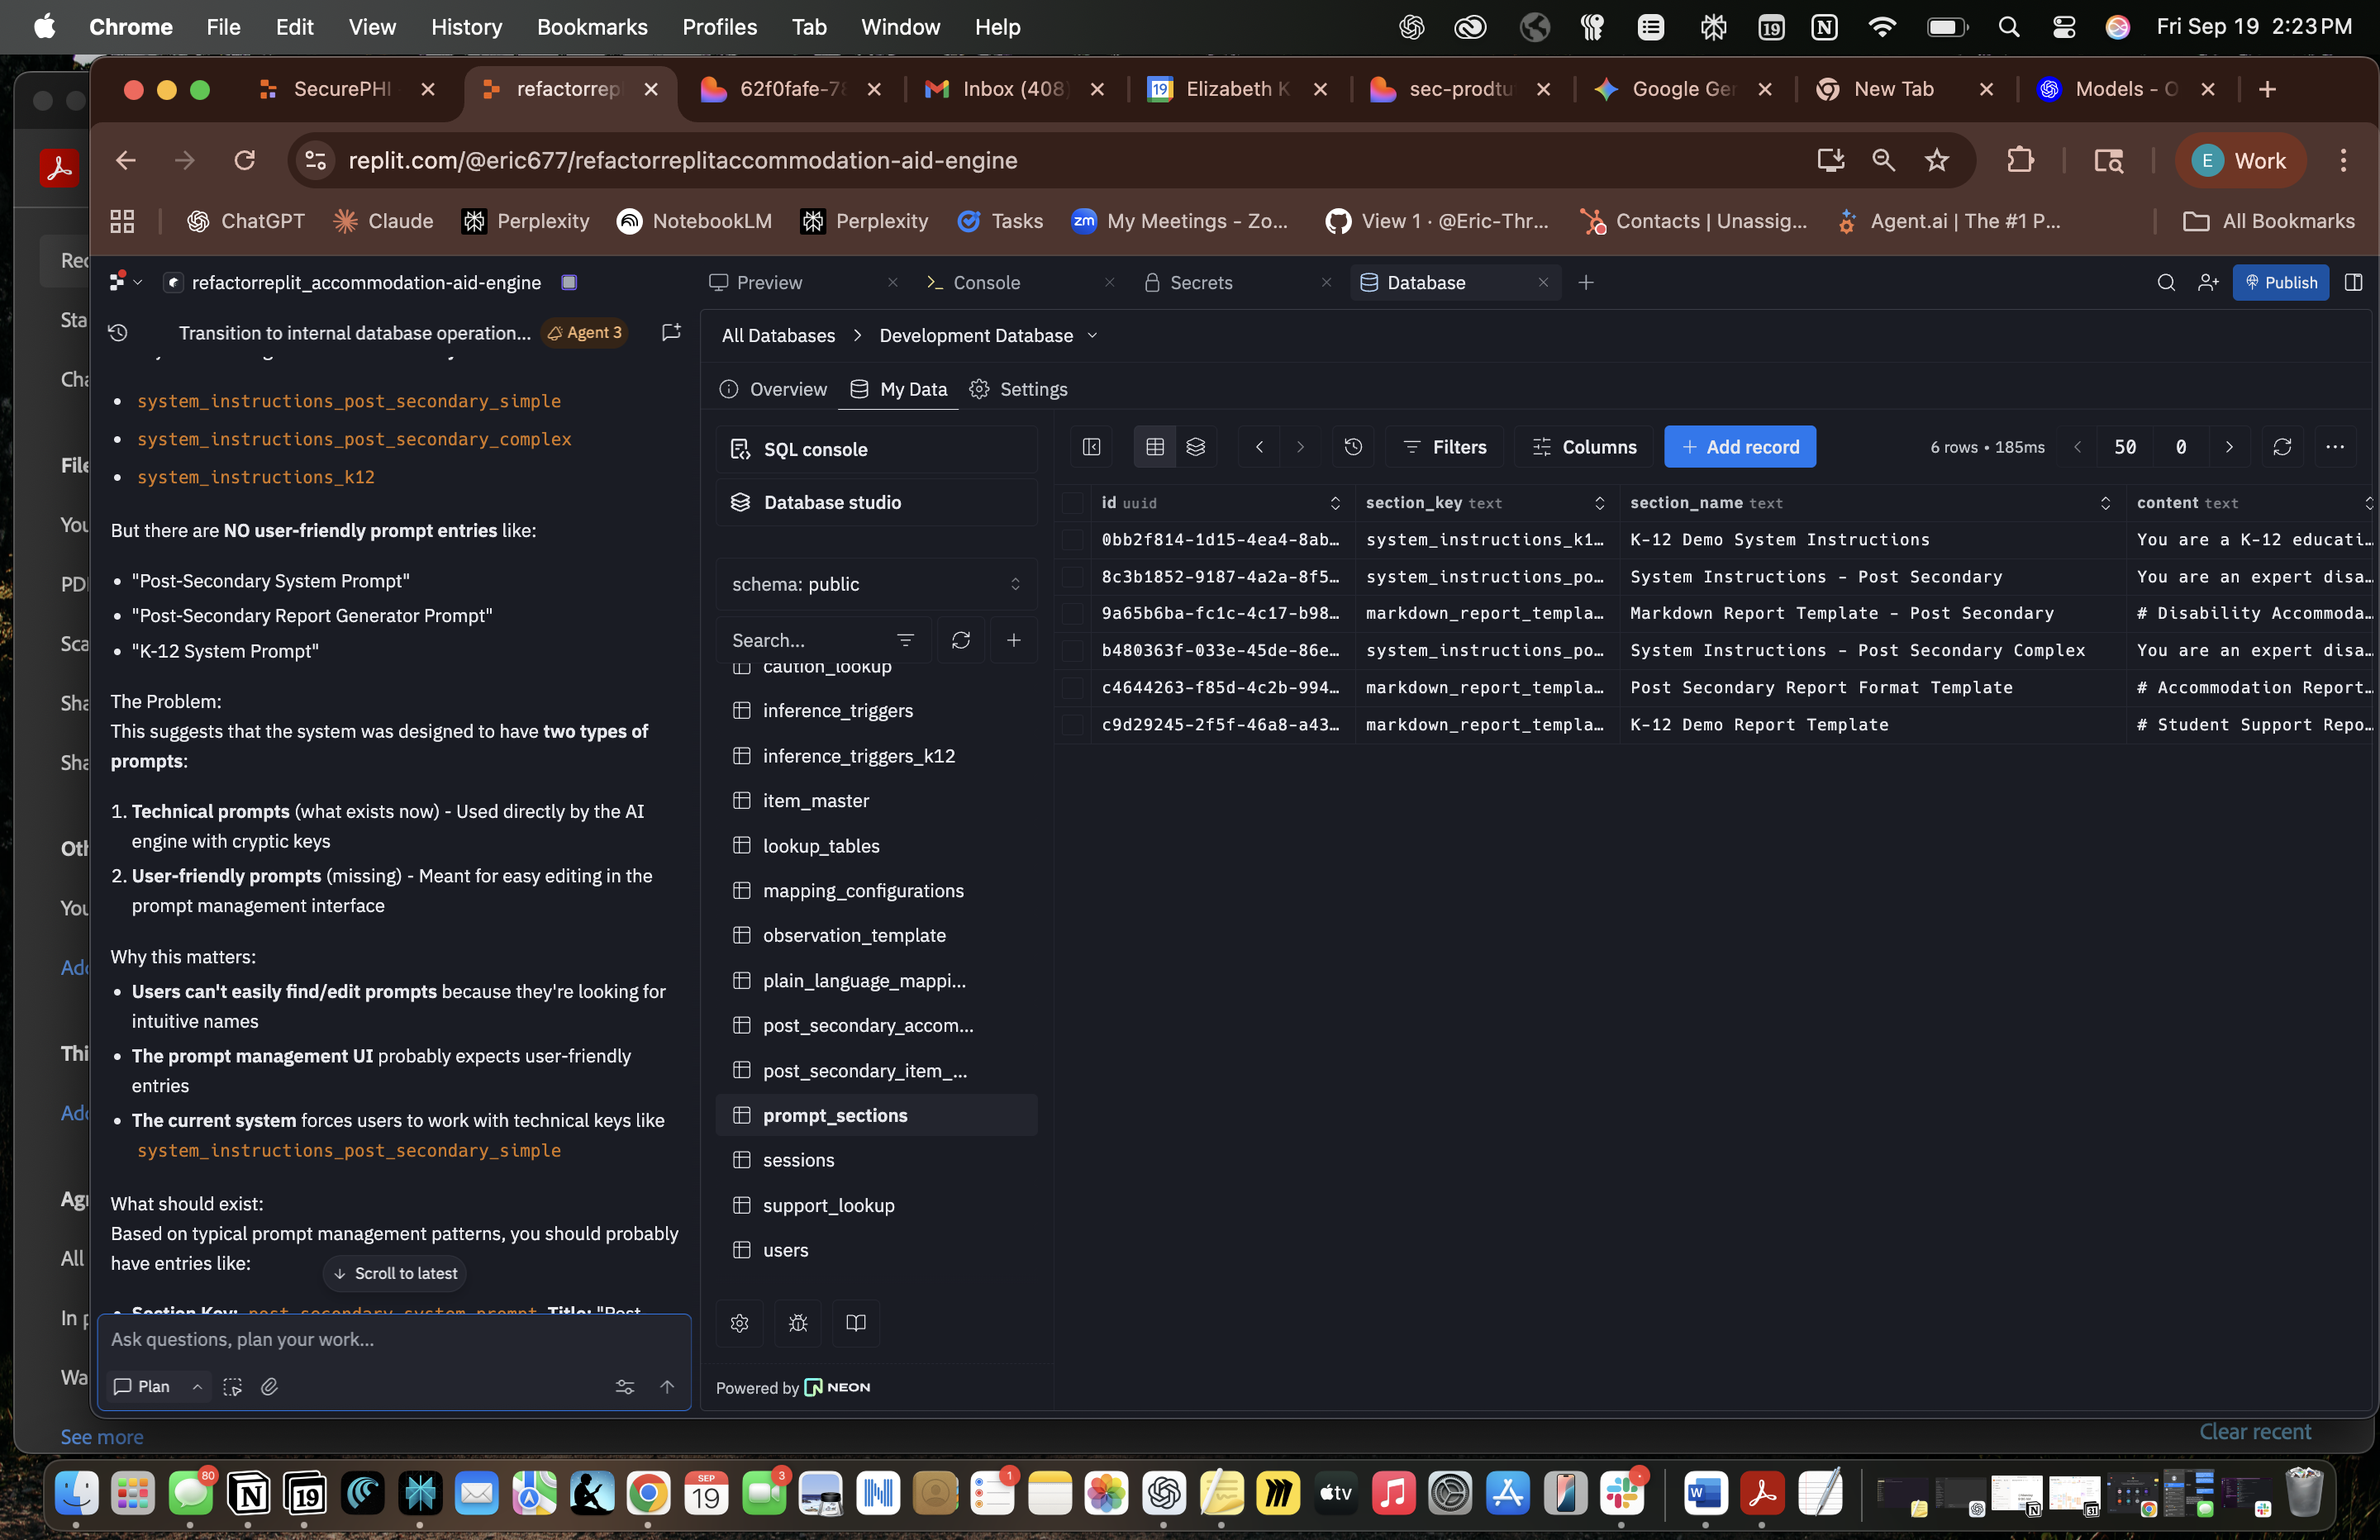 Chrome File Edit View History Bookmarks Profiles Tab Window Help
19
Fri Sep 19 2:23 PM
SecurePHI
refactorrepl
62f0fafe-78
Inbox (408)
19 Elizabeth K
sec-prodtu
Google Gen
New Tab
Models - O
replit.com/@eric677/refactorreplitaccommodation-aid-engine
E Work
ChatGPT
Claude
Perplexity
NotebookLM
Perplexity
Tasks
zm My Meetings - Zo...
View 1 · @Eric-Thr...
Contacts | Unassig...
Agent.ai | The #1 P...
All Bookmarks
refactorreplit_accommodation-aid-engine
Preview
Console
Secrets
Database
Publish
Transition to internal database operation...
Agent 3
system_instructions_post_secondary_simple
system_instructions_post_secondary_complex
system_instructions_k12
But there are NO user-friendly prompt entries like:
"Post-Secondary System Prompt"
"Post-Secondary Report Generator Prompt"
"K-12 System Prompt"
The Problem:
This suggests that the system was designed to have two types of
prompts:
1. Technical prompts (what exists now) - Used directly by the AI
engine with cryptic keys
2. User-friendly prompts (missing) - Meant for easy editing in the
prompt management interface
Why this matters:
Users can't easily find/edit prompts because they're looking for
intuitive names
The prompt management UI probably expects user-friendly
entries
The current system forces users to work with technical keys like
system_instructions_post_secondary_simple
What should exist:
Based on typical prompt management patterns, you should probably
have entries like:
Scroll to latest
Section Key: post_secondary_system_prompt Title: "Post
Ask questions, plan your work...
Plan
All Databases > Development Database
Overview
My Data
Settings
SQL console
Database studio
schema: public
Search...
caution_lookup
inference_triggers
inference_triggers_k12
item_master
lookup_tables
mapping_configurations
observation_template
plain_language_mappi...
post_secondary_accom...
post_secondary_item_...
prompt_sections
sessions
support_lookup
users
Powered by NEON
Filters
Columns
+ Add record
6 rows • 185ms
50
0
id uuid section_key text section_name text content text
0bb2f814-1d15-4ea4-8ab... system_instructions_k1... K-12 Demo System Instructions You are a K-12 educati...
8c3b1852-9187-4a2a-8f5... system_instructions_po... System Instructions - Post Secondary You are an expert disa...
9a65b6ba-fc1c-4c17-b98... markdown_report_templa... Markdown Report Template - Post Secondary # Disability Accommoda...
b480363f-033e-45de-86e... system_instructions_po... System Instructions - Post Secondary Complex You are an expert disa...
c4644263-f85d-4c2b-994... markdown_report_templa... Post Secondary Report Format Template # Accommodation Report...
c9d29245-2f5f-46a8-a43... markdown_report_templa... K-12 Demo Report Template # Student Support Repo...
Rec
Sta
Cha
File
You
PDF
Sca
Sha
Sha
Oth
You
Add
Thi
Add
Agr
All
In p
Wa
See more
Clear recent
80
19
SEP
19
3
1
tv
W